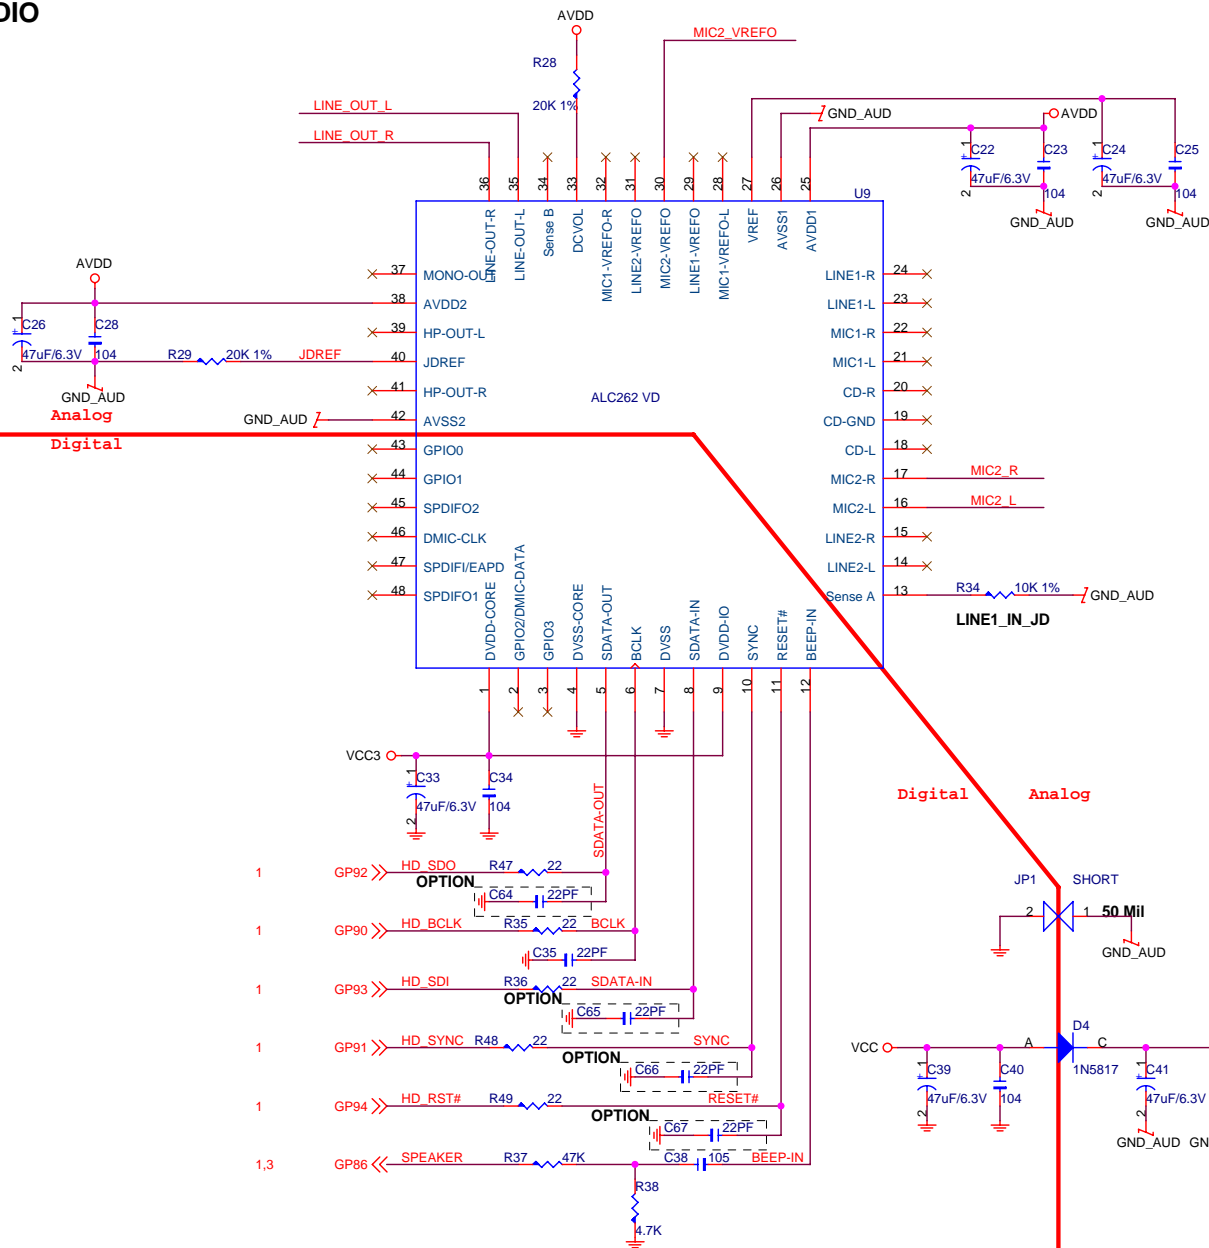 DIO
AVDD
R28
20K 1%
MIC2_VREFO
LINE_OUT_L
LINE_OUT_R
GND_AUD
AVDD
C22
47uF/6.3V
1
2
C23
104
GND_AUD
C24
47uF/6.3V
1
2
C25
104
GND_AUD
36 35 34 33 32 31 30 29 28 27 26 25
U9
LINE-OUT-R
LINE-OUT-L
Sense B
DCVOL
MIC1-VREFO-R
LINE2-VREFO
MIC2-VREFO
LINE1-VREFO
MIC1-VREFO-L
VREF
AVSS1
AVDD1
AVDD
C26
47uF/6.3V
1
2
C28
104
GND_AUD
R29
20K 1%
JDREF
GND_AUD
Analog
Digital
37 MONO-OUT
38 AVDD2
39 HP-OUT-L
40 JDREF
41 HP-OUT-R
42 AVSS2
43 GPIO0
44 GPIO1
45 SPDIFO2
46 DMIC-CLK
47 SPDIFI/EAPD
48 SPDIFO1
ALC262 VD
LINE1-R 24
LINE1-L 23
MIC1-R 22
MIC1-L 21
CD-R 20
CD-GND 19
CD-L 18
MIC2-R 17 MIC2_R
MIC2-L 16 MIC2_L
LINE2-R 15
LINE2-L 14
Sense A 13
R34
10K 1%
GND_AUD
LINE1_IN_JD
DVDD-CORE
GPIO2/DMIC-DATA
GPIO3
DVSS-CORE
SDATA-OUT
BCLK
DVSS
SDATA-IN
DVDD-IO
SYNC
RESET#
BEEP-IN
1 2 3 4 5 6 7 8 9 10 11 12
VCC3
C33
47uF/6.3V
1
2
C34
104
SDATA-OUT
Digital
Analog
1 GP92 HD_SDO R47 22
OPTION
C64 22PF
1 GP90 HD_BCLK R35 22 BCLK
C35 22PF
1 GP93 HD_SDI R36 22 SDATA-IN
OPTION
C65 22PF
1 GP91 HD_SYNC R48 22 SYNC
OPTION
C66 22PF
1 GP94 HD_RST# R49 22 RESET#
OPTION
C67 22PF
1,3 GP86 SPEAKER R37 47K C38 105 BEEP-IN
R38
4.7K
JP1 SHORT
2 1 50 Mil
GND_AUD
VCC
D4
A C
1N5817
C39
47uF/6.3V
1
2
C40
104
C41
47uF/6.3V
1
2
GND_AUD GN